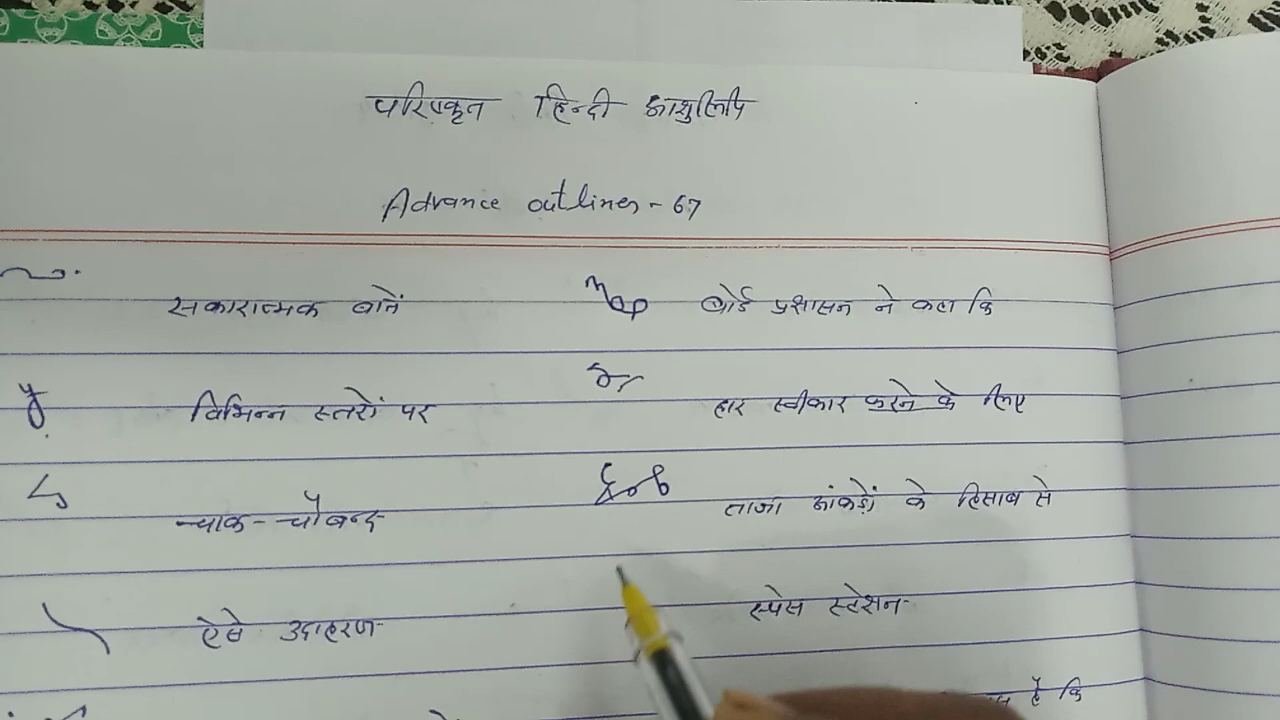 परिष्कृत हिन्दी आशुलिपि
Advance outlines - 67
सकारात्मक बातें
बोर्ड प्रशासन ने कहा कि
विभिन्न स्तरों पर
हार स्वीकार करने के लिए
चाक-चौबन्द
ताजा आंकड़ों के हिसाब से
ऐसे उदाहरण
स्पेस स्टेशन
है कि